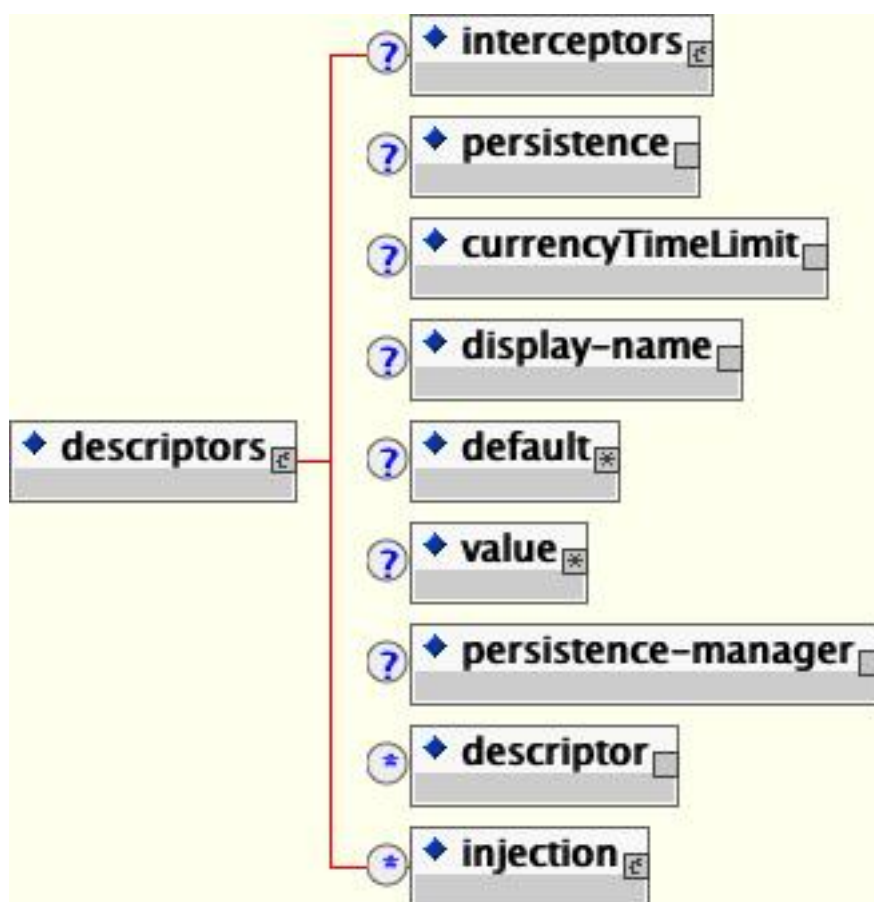 ? interceptors
? persistence
? currencyTimeLimit
? display-name
descriptors
? default
? value
? persistence-manager
* descriptor
* injection